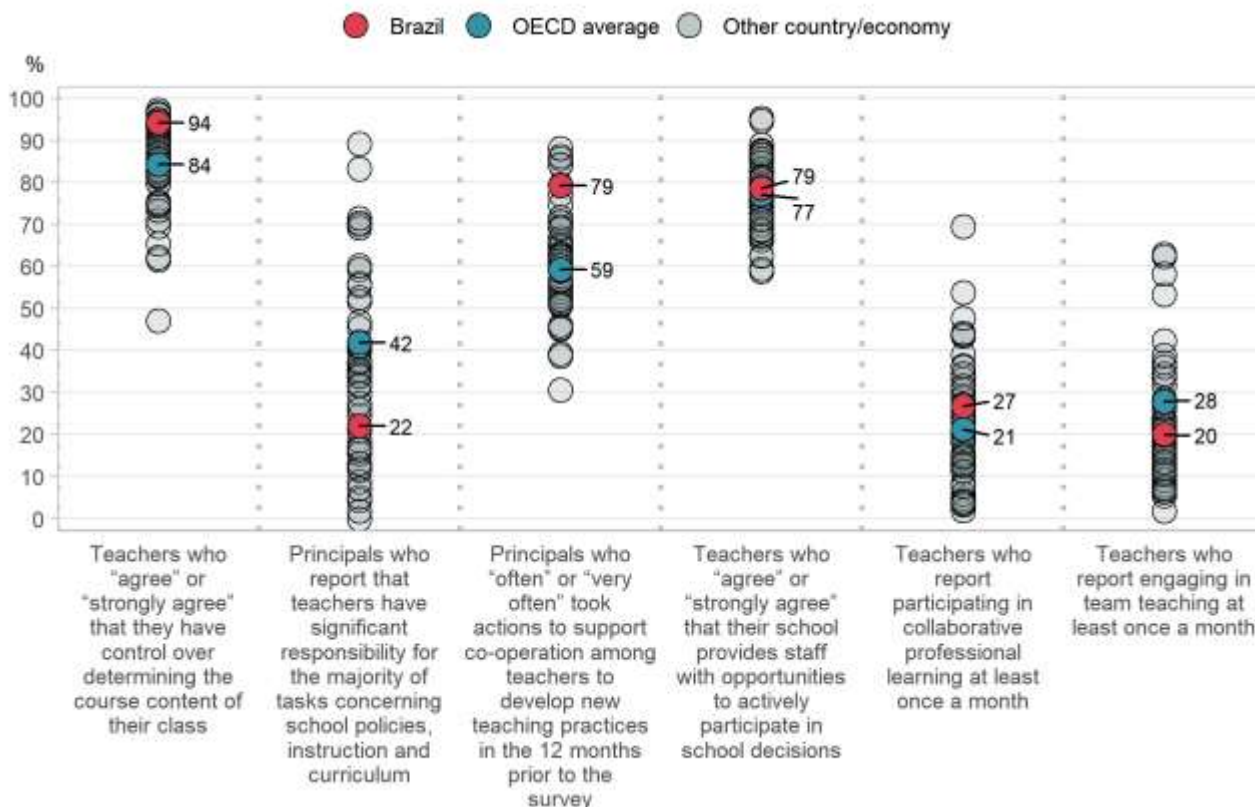 Brazil OECD average Other country/economy
%
100
90
80
70
60
50
40
30
20
10
0
94
84
42
22
79
59
79
77
27
21
28
20
Teachers who
“agree” or
“strongly agree”
that they have
control over
determining the
course content of
their class
Principals who
report that
teachers have
significant
responsibility for
the majority of
tasks concerning
school policies,
instruction and
curriculum
Principals who
“often” or “very
often” took
actions to support
co-operation among
teachers to
develop new
teaching practices
in the 12 months
prior to the
survey
Teachers who
“agree” or
“strongly agree”
that their school
provides staff
with opportunities
to actively
participate in
school decisions
Teachers who
report
participating in
collaborative
professional
learning at least
once a month
Teachers who
report engaging in
team teaching at
least once a month